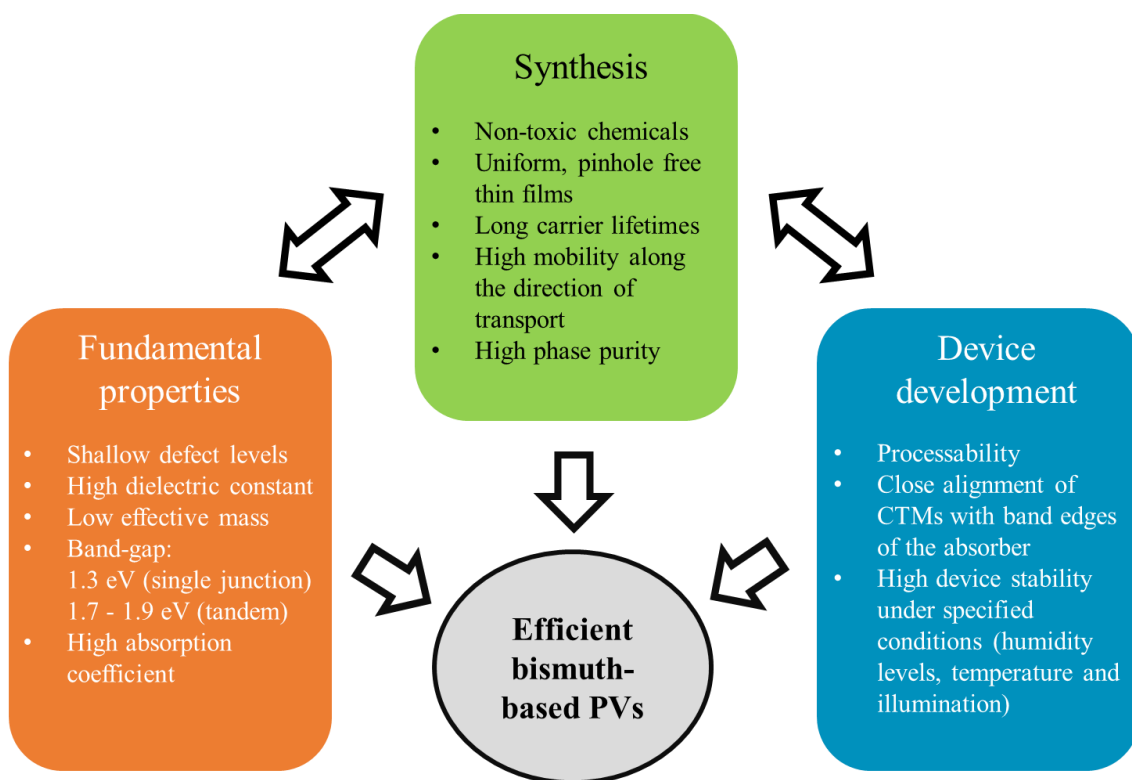 Synthesis
• Non-toxic chemicals
• Uniform, pinhole free
thin films
• Long carrier lifetimes
• High mobility along
the direction of
transport
• High phase purity
Fundamental
properties
• Shallow defect levels
• High dielectric constant
• Low effective mass
• Band-gap:
1.3 eV (single junction)
1.7 - 1.9 eV (tandem)
• High absorption
coefficient
Device
development
• Processability
• Close alignment of
CTMs with band edges
of the absorber
• High device stability
under specified
conditions (humidity
levels, temperature and
illumination)
Efficient
bismuth-
based PVs